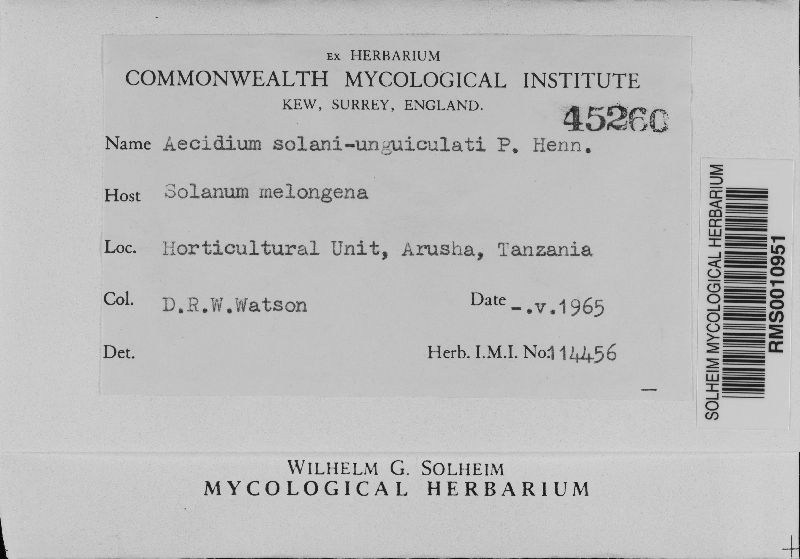 EX HERBARIUM
COMMONWEALTH MYCOLOGICAL INSTITUTE
KEW, SURREY, ENGLAND.
45260
Name Aecidium solani-unguiculati P. Henn.
Host Solanum melongena
Loc. Horticultural Unit, Arusha, Tanzania
Col. D.R.W.Watson Date -.v.1965
Det. Herb. I.M.I. No. 114456
SOLHEIM MYCOLOGICAL HERBARIUM
RMS0010951
WILHELM G. SOLHEIM
MYCOLOGICAL HERBARIUM